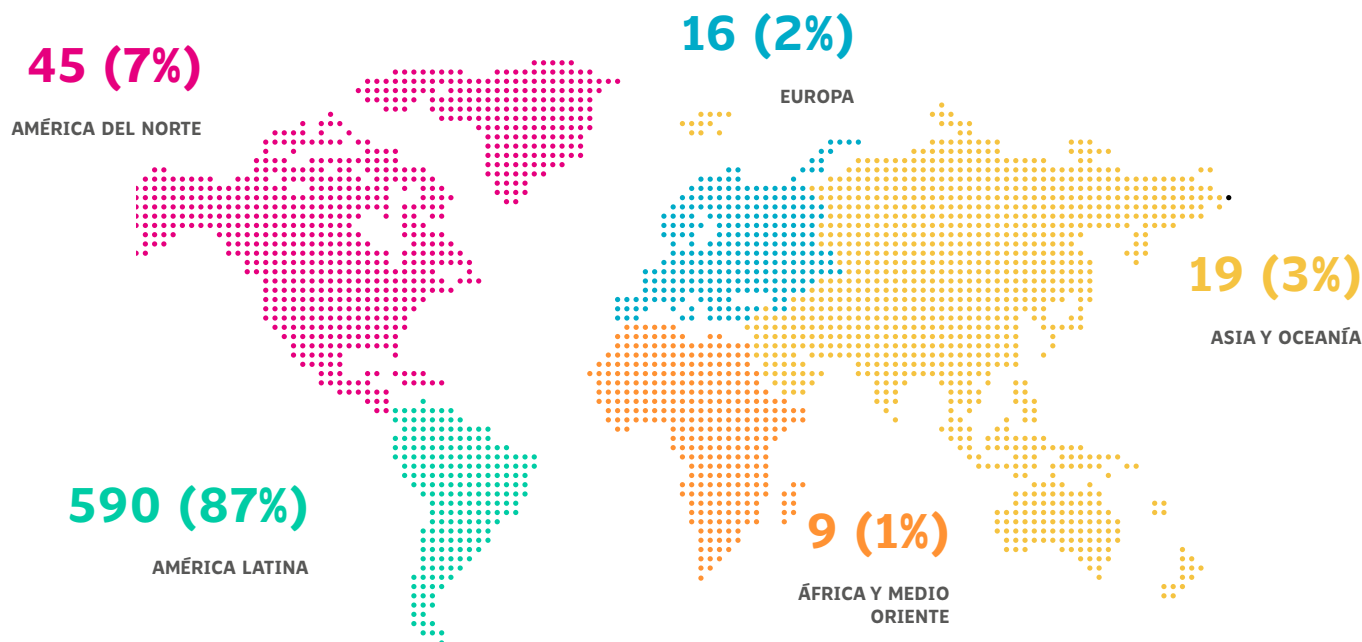 45 (7%)
AMÉRICA DEL NORTE
16 (2%)
EUROPA
19 (3%)
ASIA Y OCEANÍA
590 (87%)
AMÉRICA LATINA
9 (1%)
ÁFRICA Y MEDIO
ORIENTE